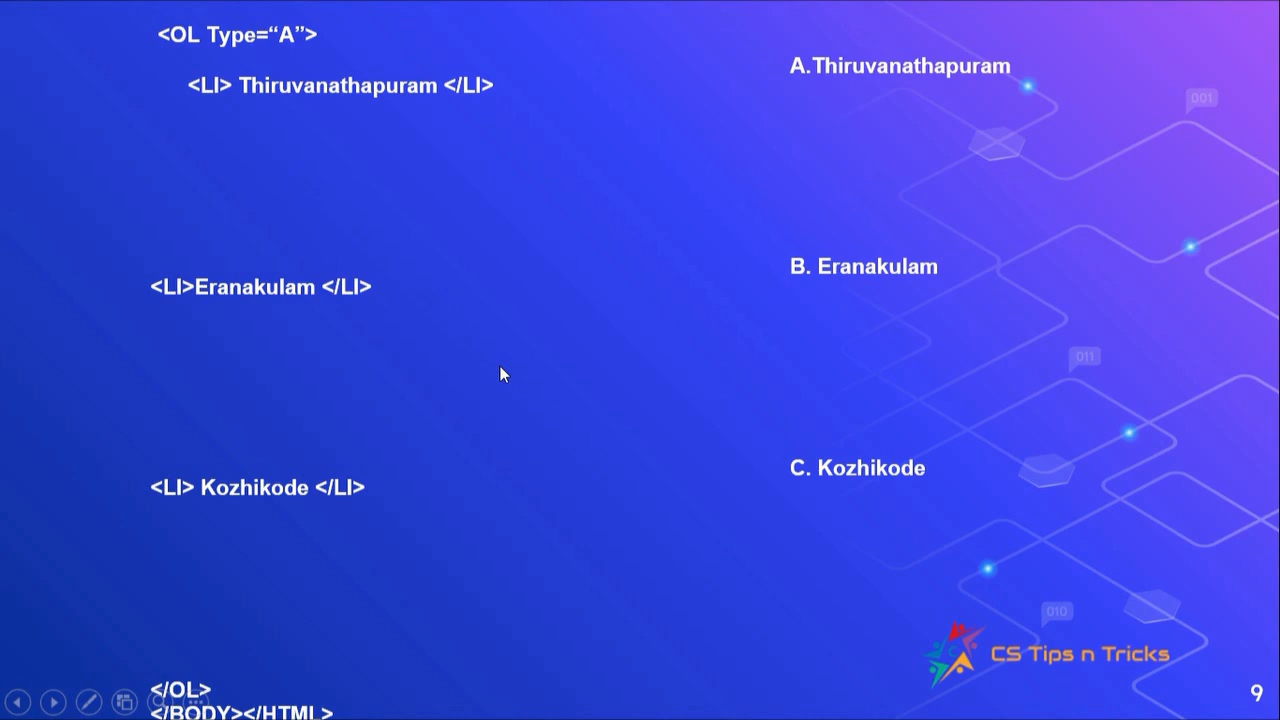 <OL Type=“A”>
<LI> Thiruvanathapuram </LI>
<LI>Eranakulam </LI>
<LI> Kozhikode </LI>
</OL>
</BODY></HTML>
A.Thiruvanathapuram
B. Eranakulam
C. Kozhikode
001
011
010
CS Tips n Tricks
9